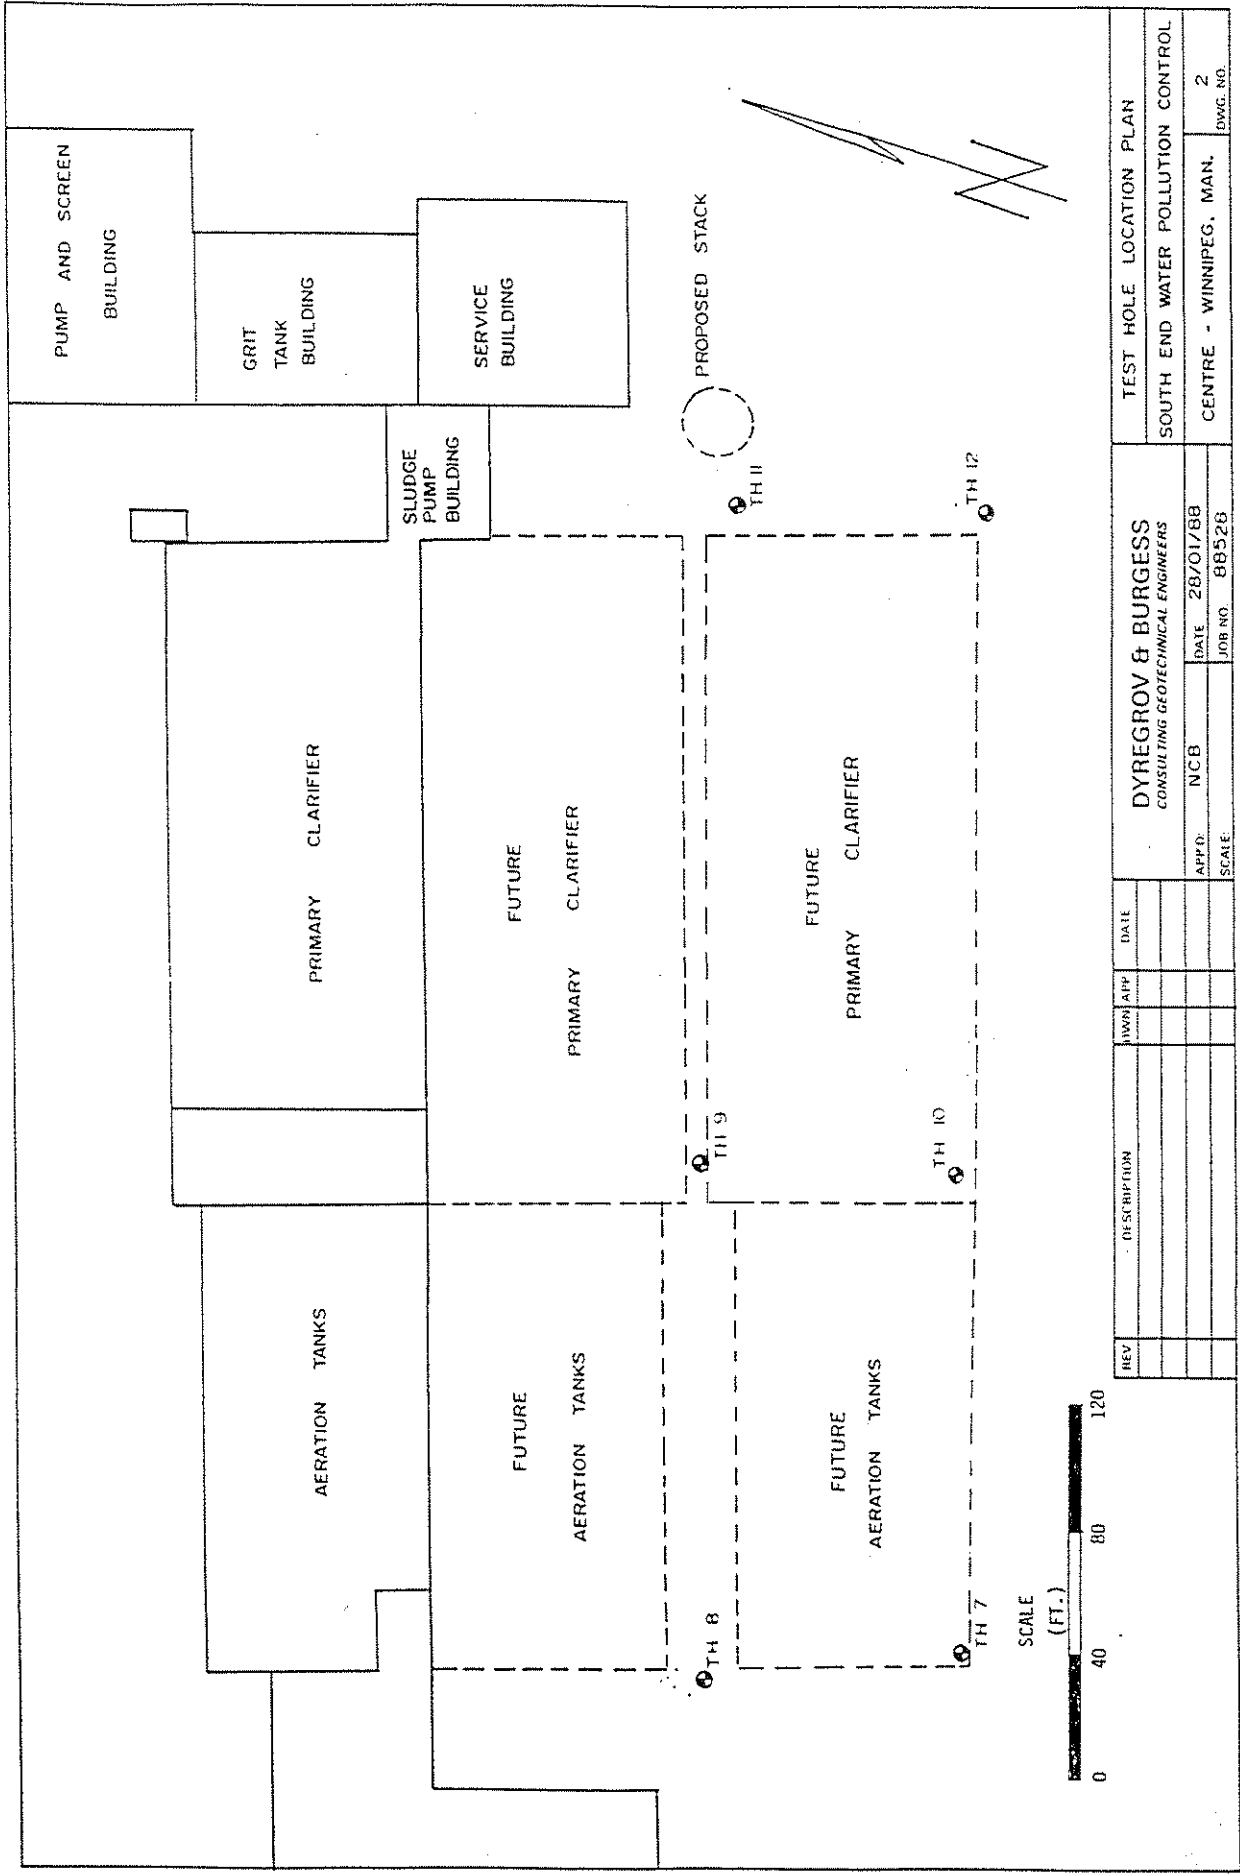 PUMP AND SCREEN
BUILDING
GRIT
TANK
BUILDING
SERVICE
BUILDING
SLUDGE
PUMP
BUILDING
PROPOSED STACK
PRIMARY CLARIFIER
AERATION TANKS
FUTURE
PRIMARY CLARIFIER
FUTURE
AERATION TANKS
FUTURE
PRIMARY CLARIFIER
FUTURE
AERATION TANKS
TH 8
TH 9
TH 11
TH 7
TH 10
TH 12
N
SCALE
(FT.)
0 40 80 120
REV DESCRIPTION DWN APP DATE
DYREGROV & BURGESS
CONSULTING GEOTECHNICAL ENGINEERS
APP'D: NCB
DATE 28/01/88
SCALE:
JOB NO. 88528
TEST HOLE LOCATION PLAN
SOUTH END WATER POLLUTION CONTROL
CENTRE - WINNIPEG, MAN.
2
DWG. NO.